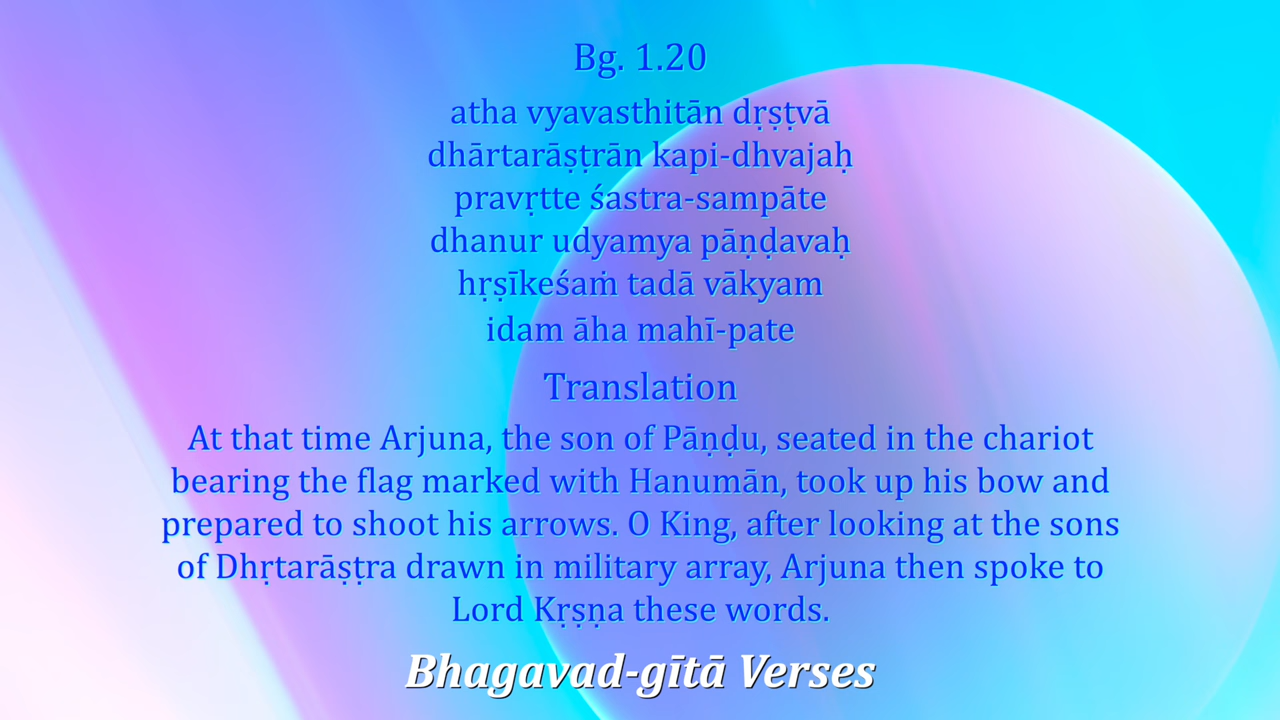 Bg. 1.20
atha vyavasthitān dṛṣṭvā
dhārtarāṣṭrān kapi-dhvajaḥ
pravṛtte śastra-sampāte
dhanur udyamya pāṇḍavaḥ
hṛṣīkeśaṁ tadā vākyam
idam āha mahī-pate
Translation
At that time Arjuna, the son of Pāṇḍu, seated in the chariot
bearing the flag marked with Hanumān, took up his bow and
prepared to shoot his arrows. O King, after looking at the sons
of Dhṛtarāṣṭra drawn in military array, Arjuna then spoke to
Lord Kṛṣṇa these words.
Bhagavad-gītā Verses